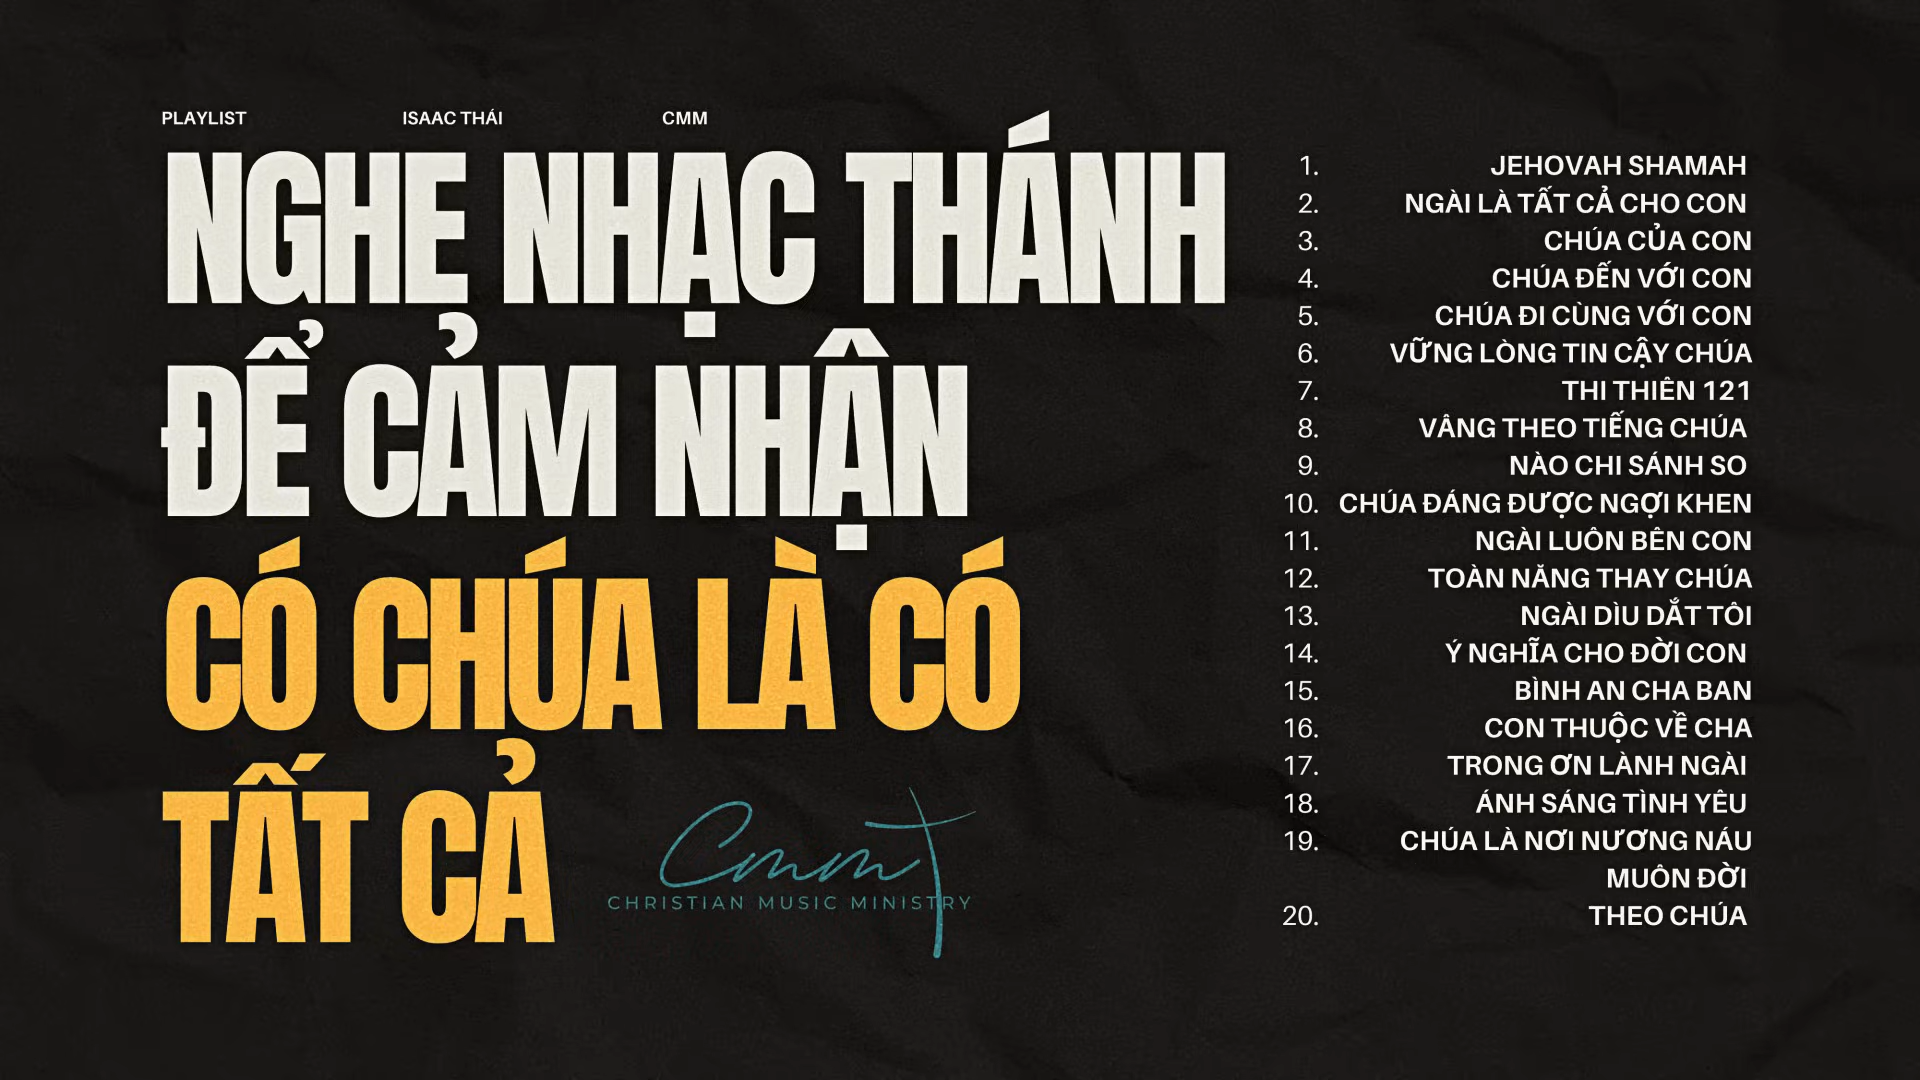 PLAYLIST ISAAC THÁI CMM
NGHE NHẠC THÁNH
ĐỂ CẢM NHẬN
CÓ CHÚA LÀ CÓ
TẤT CẢ
Cmm
CHRISTIAN MUSIC MINISTRY
1. JEHOVAH SHAMAH
2. NGÀI LÀ TẤT CẢ CHO CON
3. CHÚA CỦA CON
4. CHÚA ĐẾN VỚI CON
5. CHÚA ĐI CÙNG VỚI CON
6. VỮNG LÒNG TIN CẬY CHÚA
7. THI THIÊN 121
8. VÂNG THEO TIẾNG CHÚA
9. NÀO CHI SÁNH SO
10. CHÚA ĐÁNG ĐƯỢC NGỢI KHEN
11. NGÀI LUÔN BÊN CON
12. TOÀN NĂNG THAY CHÚA
13. NGÀI DÌU DẮT TÔI
14. Ý NGHĨA CHO ĐỜI CON
15. BÌNH AN CHA BAN
16. CON THUỘC VỀ CHA
17. TRONG ƠN LÀNH NGÀI
18. ÁNH SÁNG TÌNH YÊU
19. CHÚA LÀ NƠI NƯƠNG NÁU
MUÔN ĐỜI
20. THEO CHÚA